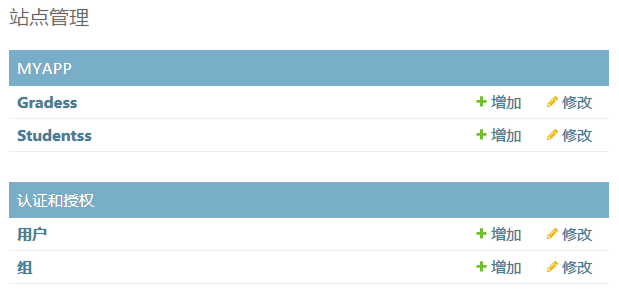 站点管理
MYAPP
Gradess 增加 修改
Studentss 增加 修改
认证和授权
用户 增加 修改
组 增加 修改